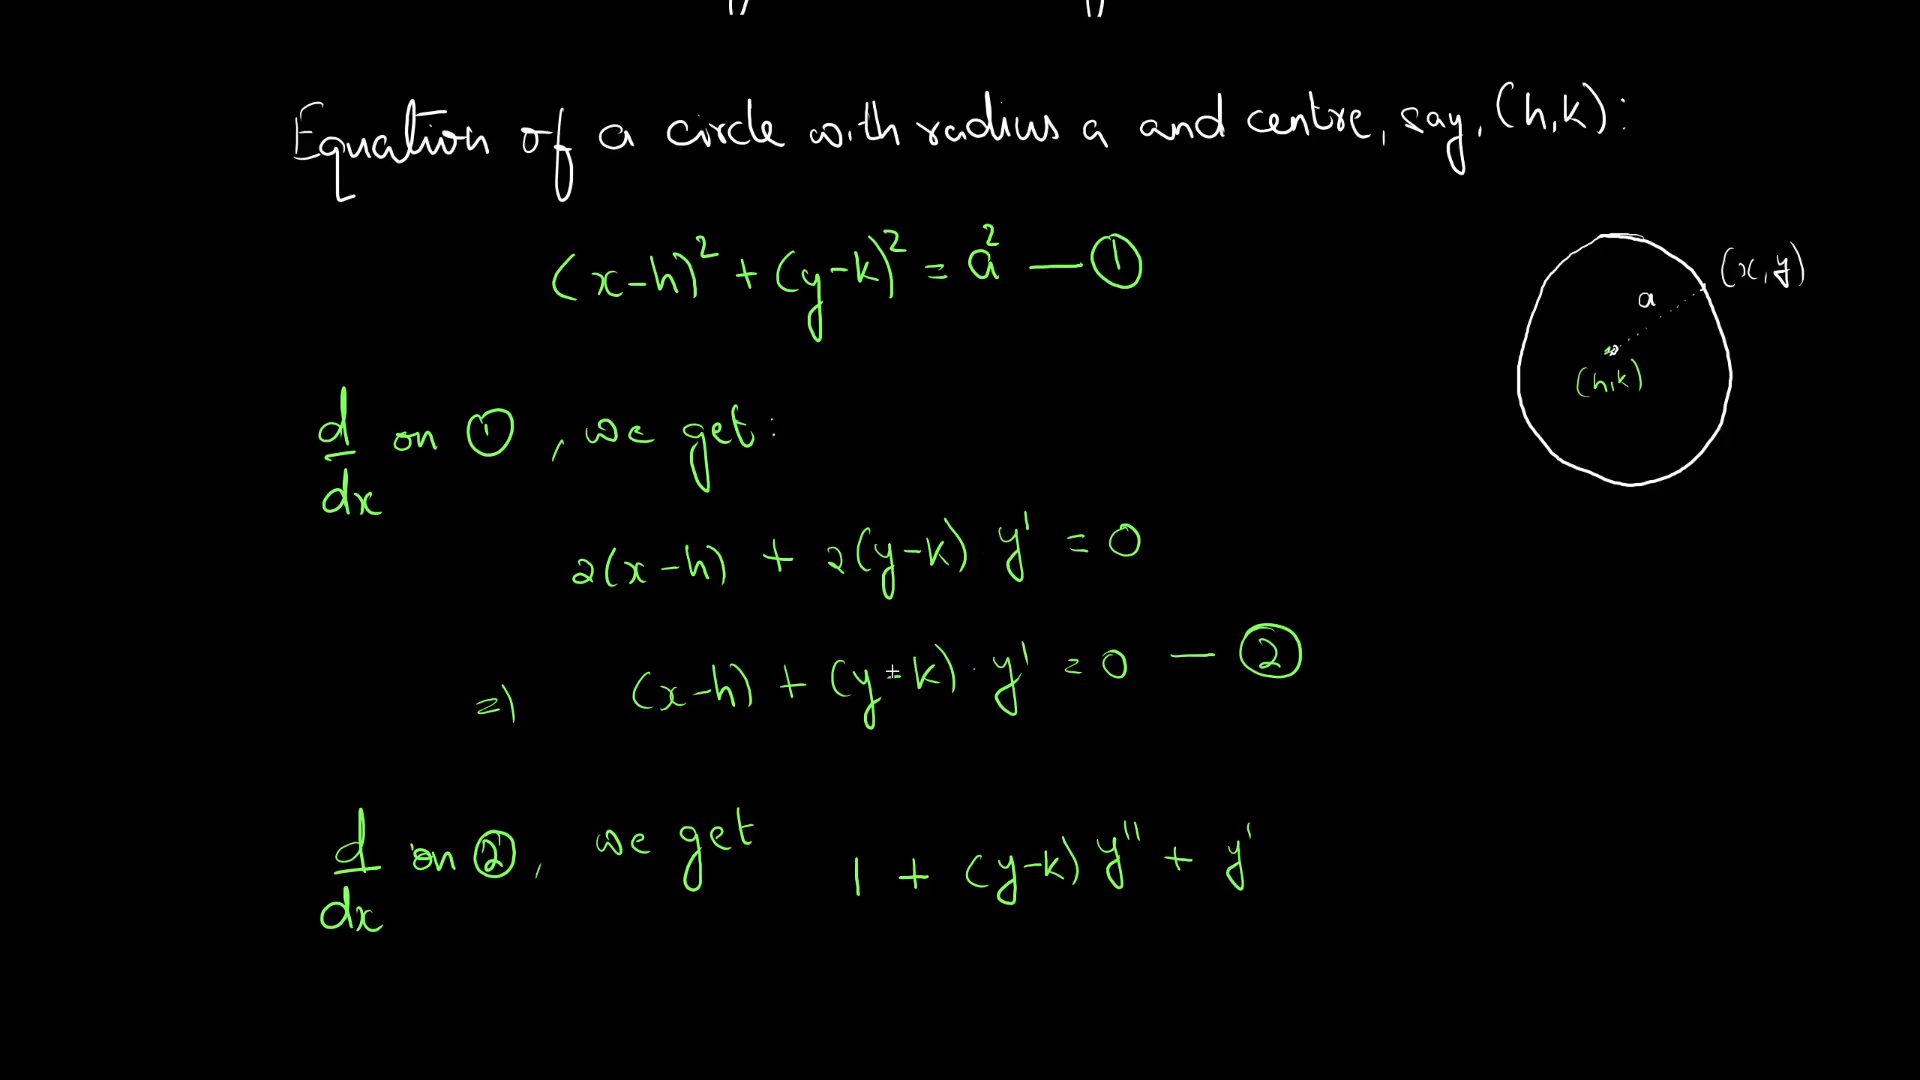 Equation of a circle with radius a and centre, say, (h,k):
(x-h)² + (y-k)² = a² — ①
(x,y)
a
(h,k)
d/dx on ①, we get:
2(x-h) + 2(y-k) y' = 0
=) (x-h) + (y-k) · y' = 0 — ②
d/dx on ②, we get 1 + (y-k) y'' + y'